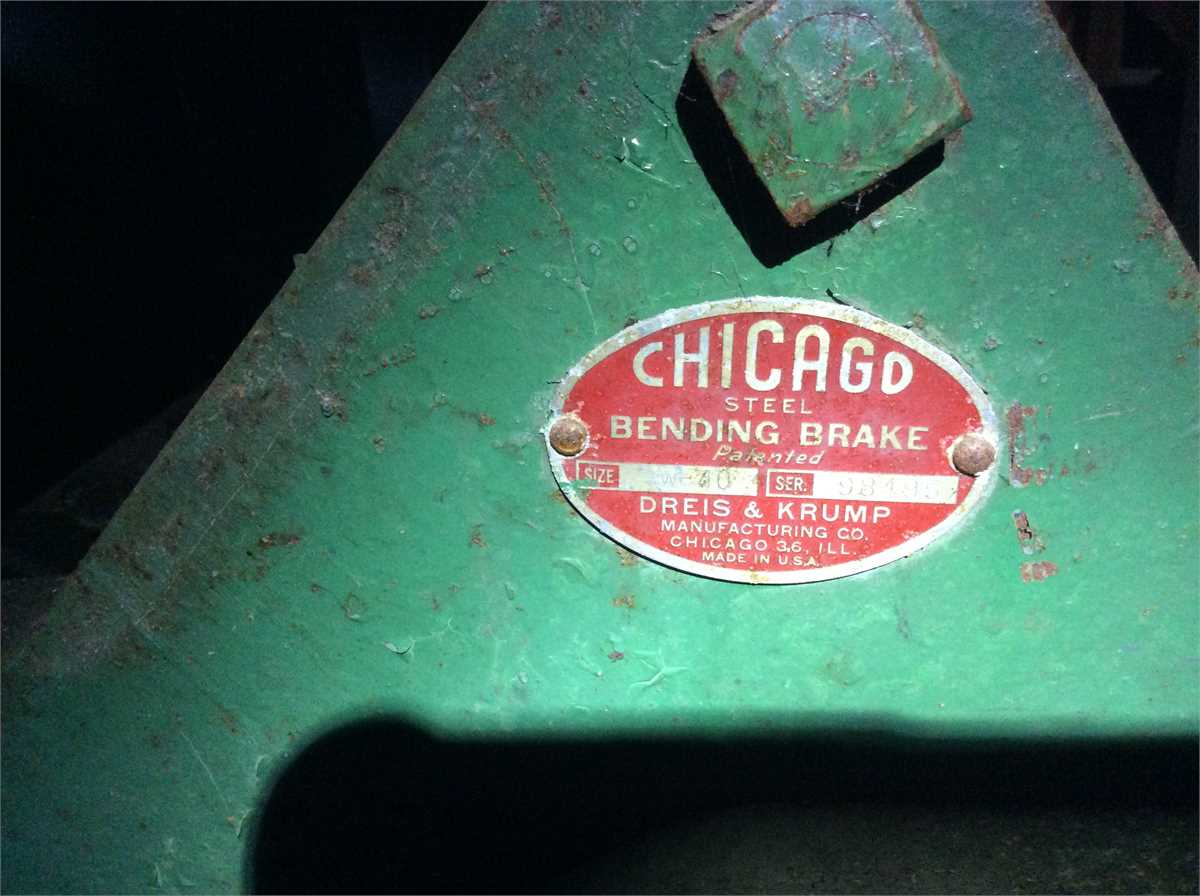 CHICAGO
STEEL
BENDING BRAKE
Patented
SIZE SER.
DREIS & KRUMP
MANUFACTURING CO.
CHICAGO 36, ILL.
MADE IN U.S.A.